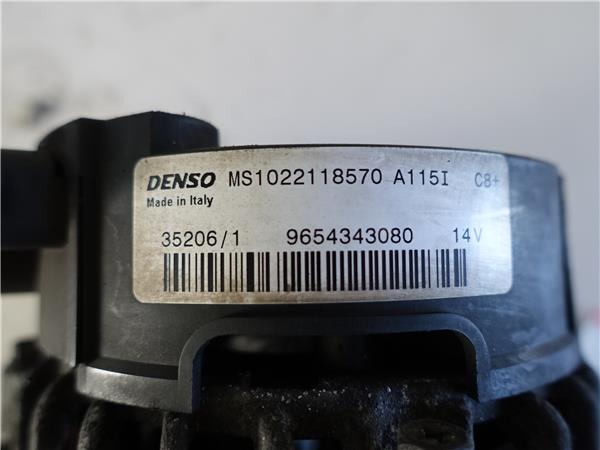 DENSO MS1022118570 A115I C8+
Made in Italy
35206/1 9654343080 14V